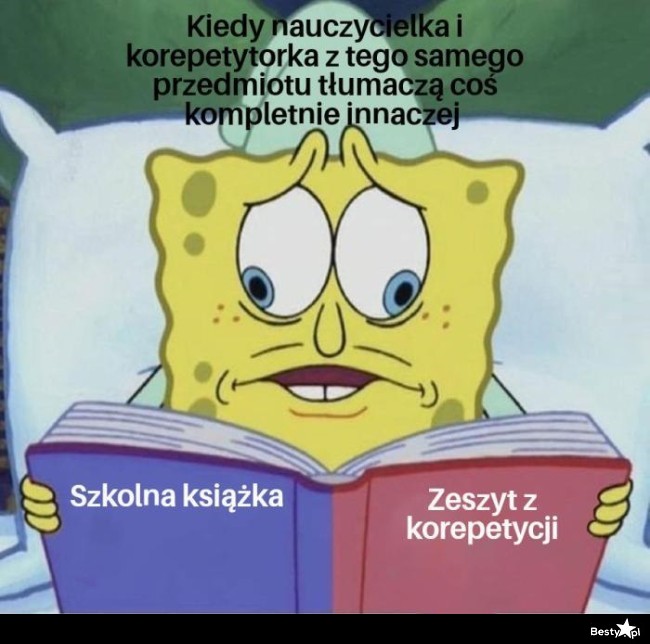 Kiedy nauczycielka i
korepetytorka z tego samego
przedmiotu tłumaczą coś
kompletnie innaczej
Szkolna książka
Zeszyt z
korepetycji
Besty.pl